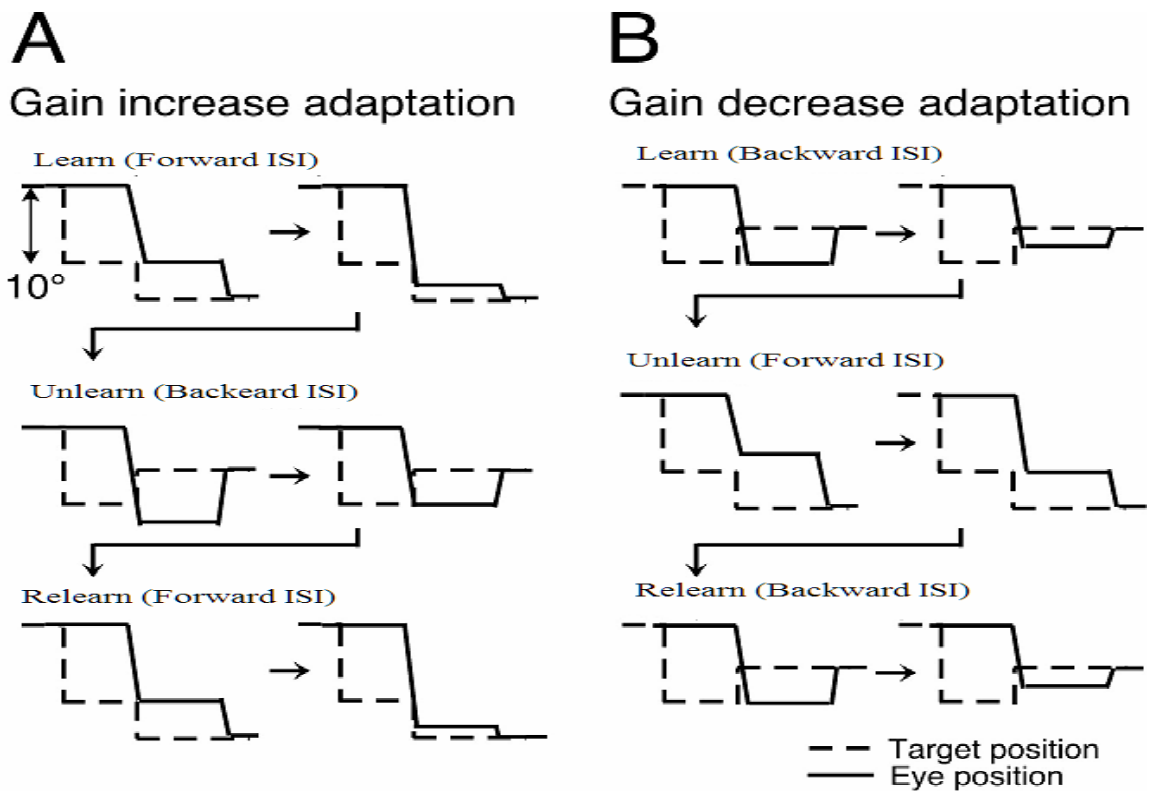 A
Gain increase adaptation
Learn (Forward ISI)
10°
Unlearn (Backeard ISI)
Relearn (Forward ISI)
B
Gain decrease adaptation
Learn (Backward ISI)
Unlearn (Forward ISI)
Relearn (Backward ISI)
Target position
Eye position